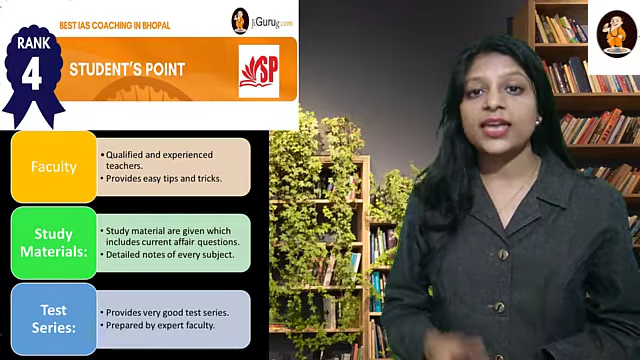 BEST IAS COACHING IN BHOPAL
JiGurug.com
RANK
4
STUDENT'S POINT
SP
Faculty
•Qualified and experienced
teachers.
• Provides easy tips and tricks.
Study
Materials:
• Study material are given which
includes current affair questions.
• Detailed notes of every subject.
Test
Series:
• Provides very good test series.
• Prepared by expert faculty.